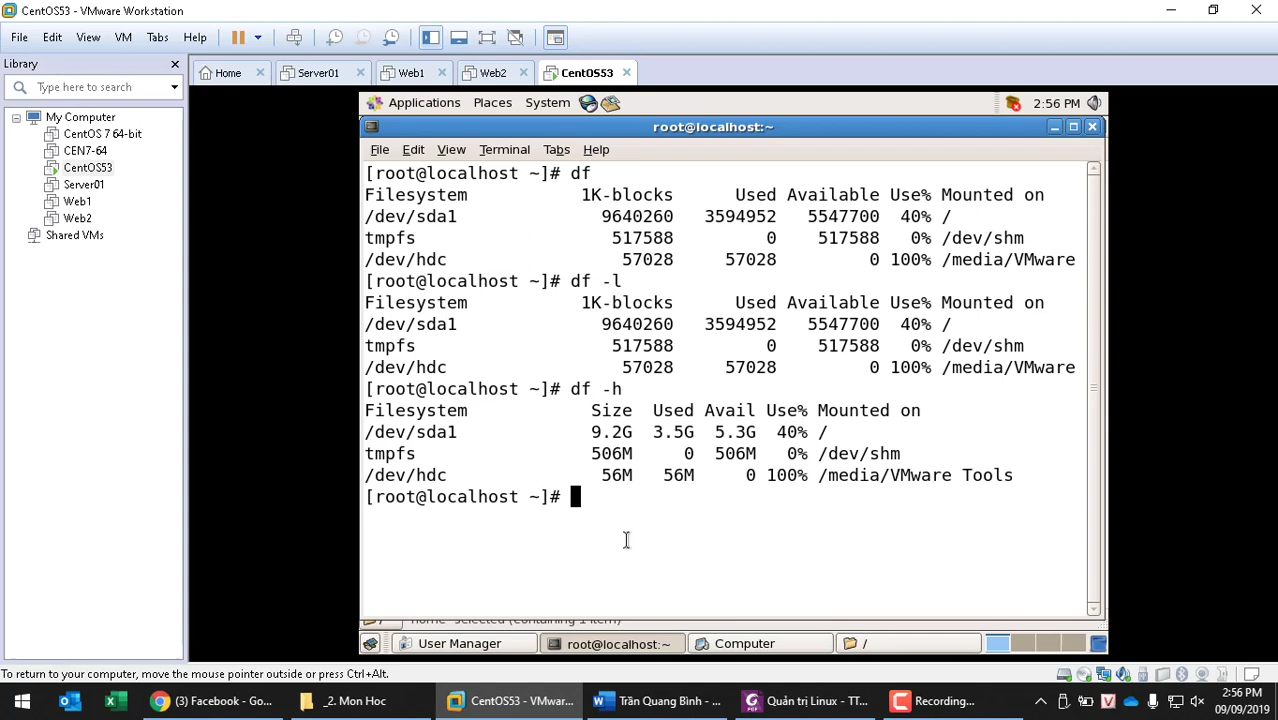 CentOS53 - VMware Workstation
File Edit View VM Tabs Help
Library
Type here to search
My Computer
CentOS 7 64-bit
CEN7-64
CentOS53
Server01
Web1
Web2
Shared VMs
Home Server01 Web1 Web2 CentOS53
Applications Places System 2:56 PM
root@localhost:~
File Edit View Terminal Tabs Help
[root@localhost ~]# df
Filesystem 1K-blocks Used Available Use% Mounted on
/dev/sda1 9640260 3594952 5547700 40% /
tmpfs 517588 0 517588 0% /dev/shm
/dev/hdc 57028 57028 0 100% /media/VMware
[root@localhost ~]# df -l
Filesystem 1K-blocks Used Available Use% Mounted on
/dev/sda1 9640260 3594952 5547700 40% /
tmpfs 517588 0 517588 0% /dev/shm
/dev/hdc 57028 57028 0 100% /media/VMware
[root@localhost ~]# df -h
Filesystem Size Used Avail Use% Mounted on
/dev/sda1 9.2G 3.5G 5.3G 40% /
tmpfs 506M 0 506M 0% /dev/shm
/dev/hdc 56M 56M 0 100% /media/VMware Tools
[root@localhost ~]#
/ "home" selected (containing 1 item)
User Manager root@localhost:~ Computer /
To return to your computer, move the mouse pointer outside or press Ctrl+Alt.
(3) Facebook - Go... _2. Mon Hoc CentOS53 - VMwar... Trần Quang Bình - ... Quản trị Linux - TT... Recording... 2:56 PM
09/09/2019